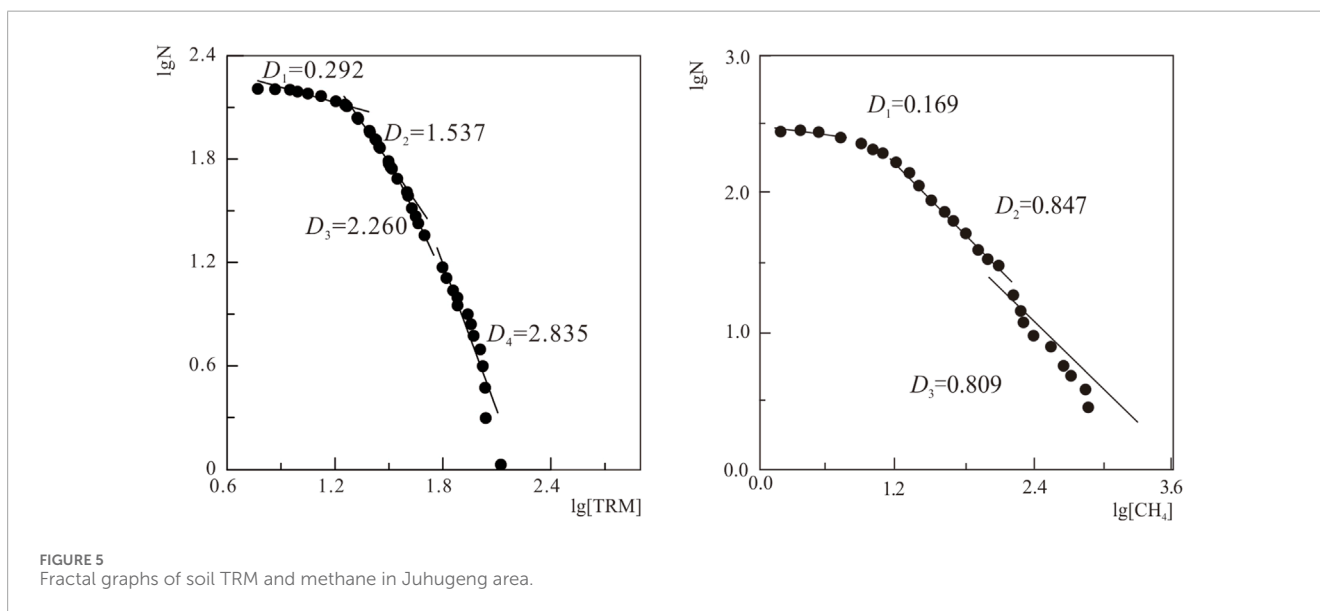 lgN
2.4
1.8
1.2
0.6
0
D₁=0.292
D₂=1.537
D₃=2.260
D₄=2.835
0.6 1.2 1.8 2.4
lg[TRM]
lgN
3.0
2.0
1.0
0.0
D₁=0.169
D₂=0.847
D₃=0.809
0.0 1.2 2.4 3.6
lg[CH₄]
FIGURE 5
Fractal graphs of soil TRM and methane in Juhugeng area.